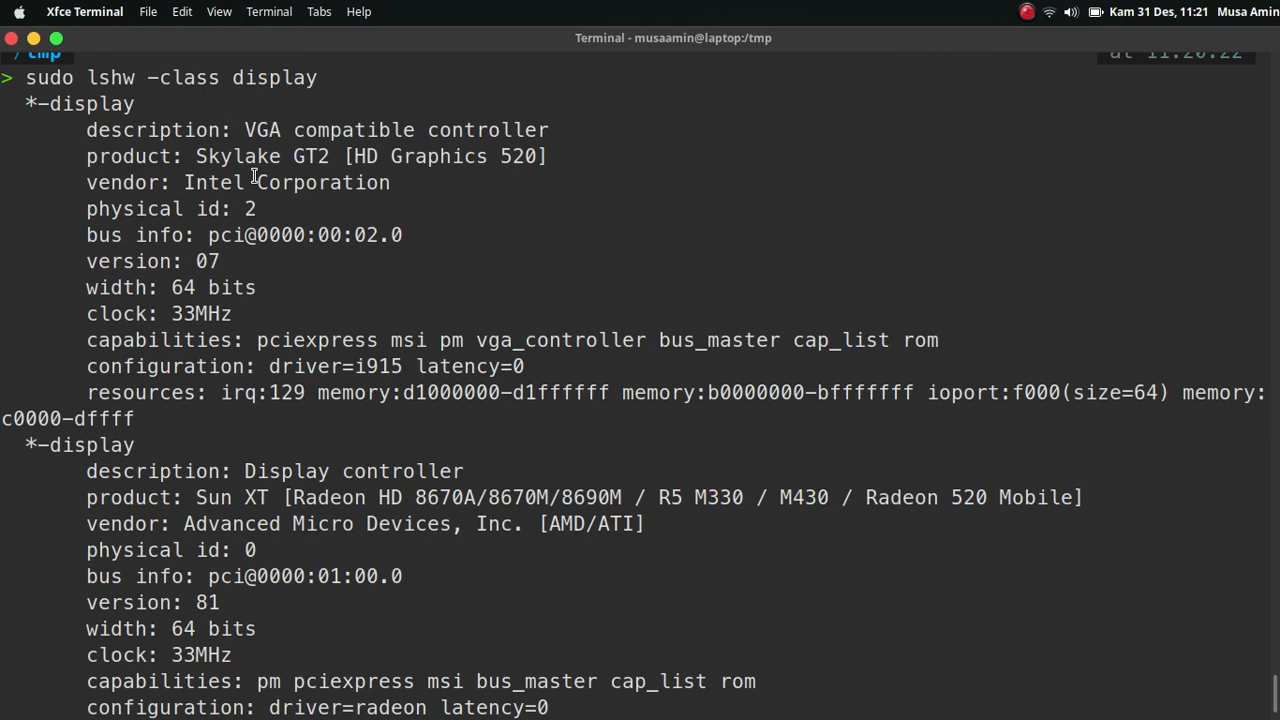 Xfce Terminal File Edit View Terminal Tabs Help Kam 31 Des, 11:21 Musa Amin
Terminal - musaamin@laptop:/tmp
/tmp at 11:20:22
> sudo lshw -class display
*-display
description: VGA compatible controller
product: Skylake GT2 [HD Graphics 520]
vendor: Intel Corporation
physical id: 2
bus info: pci@0000:00:02.0
version: 07
width: 64 bits
clock: 33MHz
capabilities: pciexpress msi pm vga_controller bus_master cap_list rom
configuration: driver=i915 latency=0
resources: irq:129 memory:d1000000-d1ffffff memory:b0000000-bfffffff ioport:f000(size=64) memory:
c0000-dffff
*-display
description: Display controller
product: Sun XT [Radeon HD 8670A/8670M/8690M / R5 M330 / M430 / Radeon 520 Mobile]
vendor: Advanced Micro Devices, Inc. [AMD/ATI]
physical id: 0
bus info: pci@0000:01:00.0
version: 81
width: 64 bits
clock: 33MHz
capabilities: pm pciexpress msi bus_master cap_list rom
configuration: driver=radeon latency=0